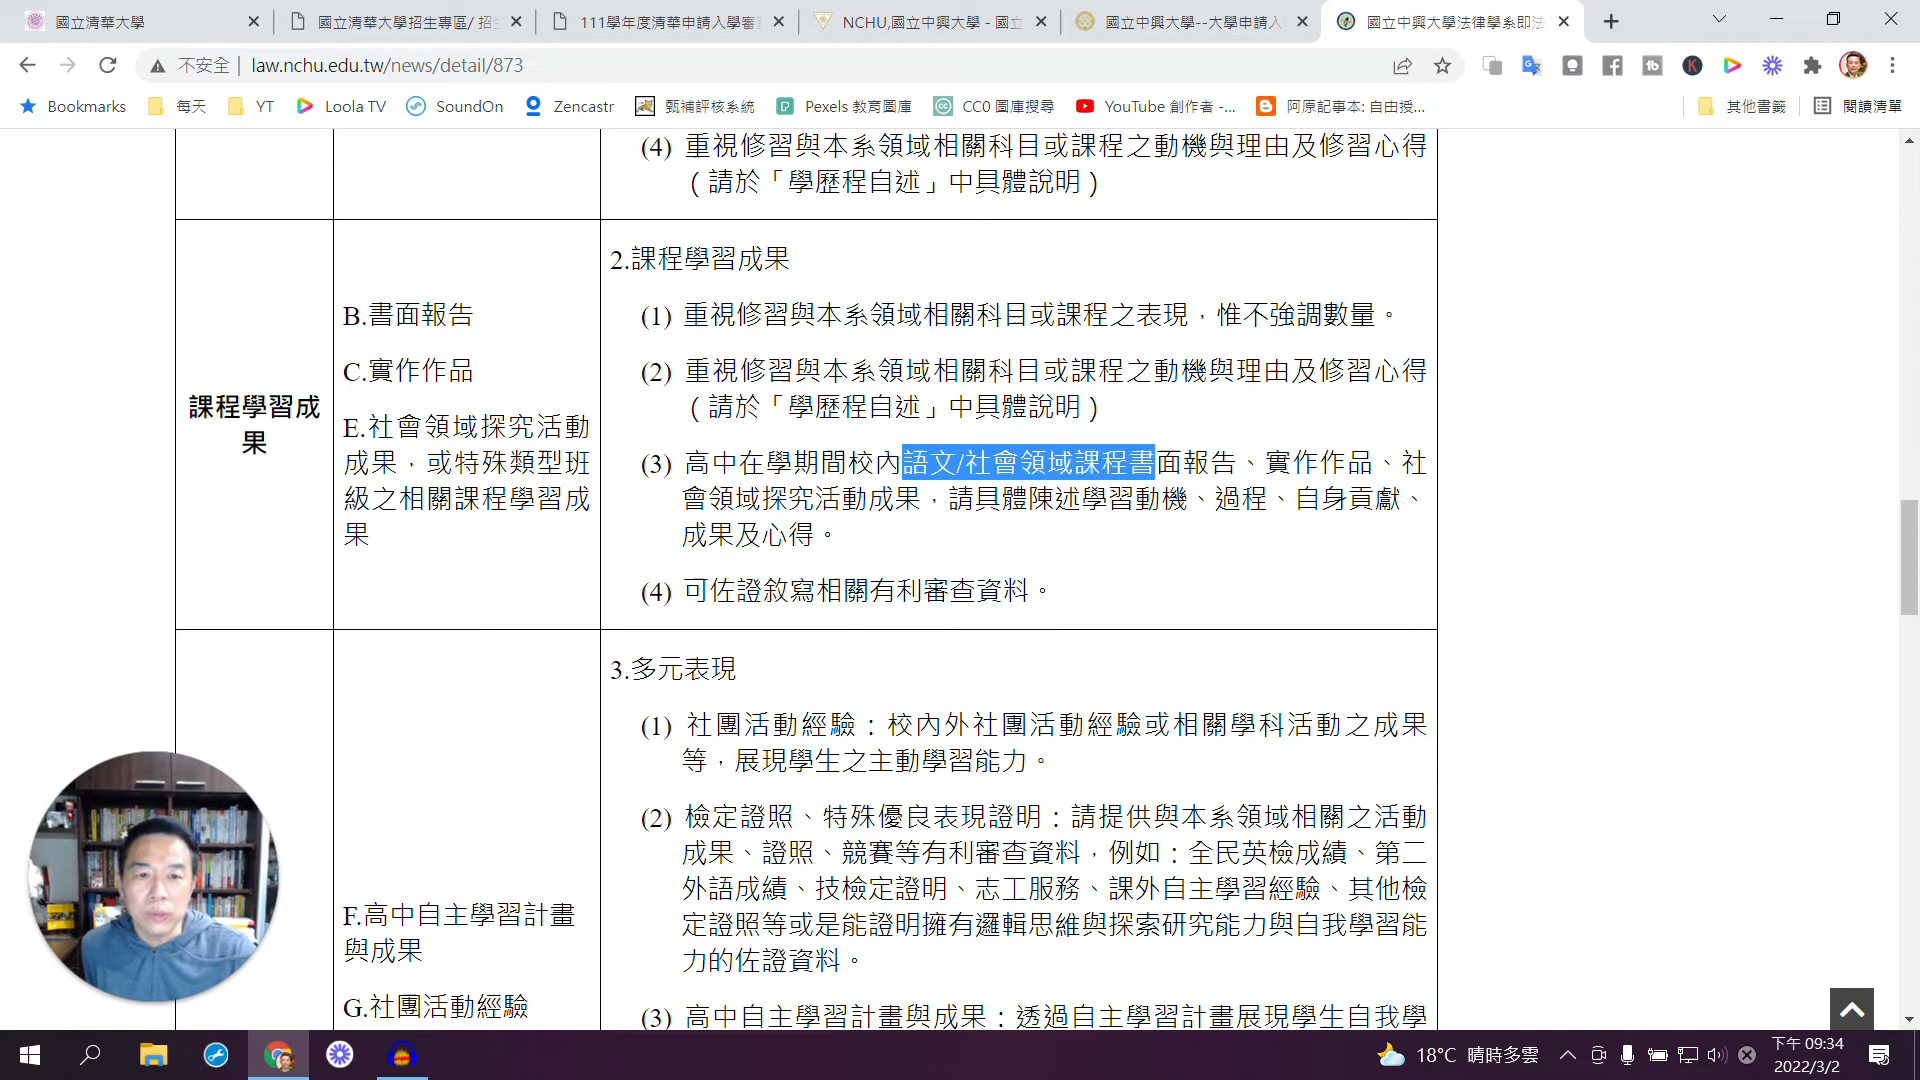 國立清華大學
國立清華大學招生專區/ 招生
111學年度清華申請入學審查
NCHU,國立中興大學 - 國立
國立中興大學--大學申請入
國立中興大學法律學系即法
不安全
law.nchu.edu.tw/news/detail/873
Bookmarks
每天
YT
Loola TV
SoundOn
Zencastr
甄補評核系統
Pexels 教育圖庫
CC0 圖庫搜尋
YouTube 創作者 -...
阿原記事本: 自由授...
其他書籤
閱讀清單
(4) 重視修習與本系領域相關科目或課程之動機與理由及修習心得
（請於「學歷程自述」中具體說明）
課程學習成
果
B.書面報告
C.實作作品
E.社會領域探究活動
成果，或特殊類型班
級之相關課程學習成
果
2.課程學習成果
(1) 重視修習與本系領域相關科目或課程之表現，惟不強調數量。
(2) 重視修習與本系領域相關科目或課程之動機與理由及修習心得
（請於「學歷程自述」中具體說明）
(3) 高中在學期間校內語文/社會領域課程書面報告、實作作品、社
會領域探究活動成果，請具體陳述學習動機、過程、自身貢獻、
成果及心得。
(4) 可佐證敘寫相關有利審查資料。
F.高中自主學習計畫
與成果
G.社團活動經驗
3.多元表現
(1) 社團活動經驗：校內外社團活動經驗或相關學科活動之成果
等，展現學生之主動學習能力。
(2) 檢定證照、特殊優良表現證明：請提供與本系領域相關之活動
成果、證照、競賽等有利審查資料，例如：全民英檢成績、第二
外語成績、技檢定證明、志工服務、課外自主學習經驗、其他檢
定證照等或是能證明擁有邏輯思維與探索研究能力與自我學習能
力的佐證資料。
(3) 高中自主學習計畫與成果：透過自主學習計畫展現學生自我學
18°C 晴時多雲
下午 09:34
2022/3/2